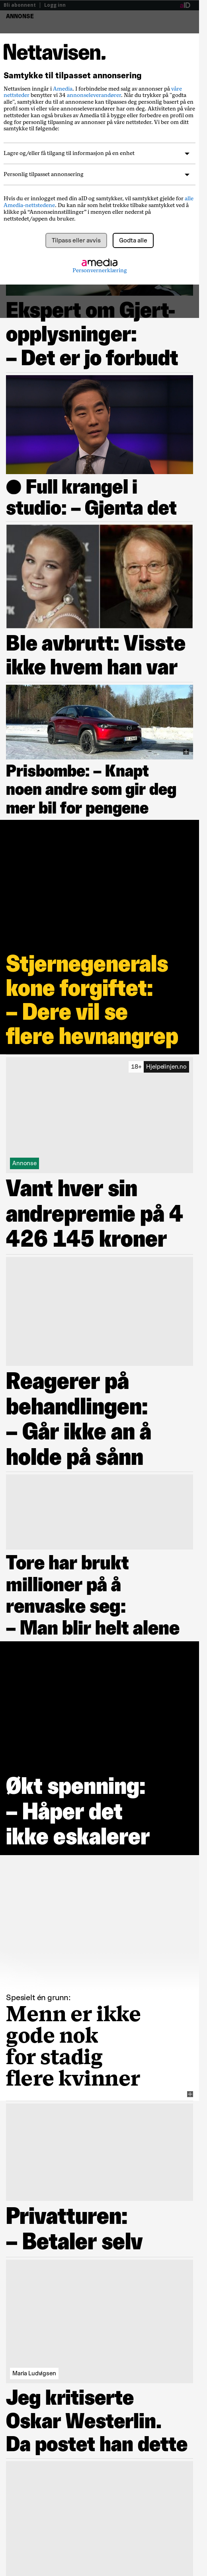 Bli abonnent | Logg inn
aID
ANNONSE
Nettavisen.
Samtykke til tilpasset annonsering
Nettavisen inngår i Amedia. I forbindelse med salg av annonser på våre
nettsteder benytter vi 34 annonseleverandører. Når du trykker på "godta
alle", samtykker du til at annonsene kan tilpasses deg personlig basert på en
profil som vi eller våre annonseleverandører har om deg. Aktiviteten på våre
nettsteder kan også brukes av Amedia til å bygge eller forbedre en profil om
deg for personlig tilpasning av annonser på våre nettsteder. Vi ber om ditt
samtykke til følgende:
Lagre og/eller få tilgang til informasjon på en enhet
Personlig tilpasset annonsering
Hvis du er innlogget med din aID og samtykker, vil samtykket gjelde for alle
Amedia-nettstedene. Du kan når som helst trekke tilbake samtykket ved å
klikke på "Annonseinnstillinger" i menyen eller nederst på
nettstedet/appen du bruker.
Tilpass eller avvis
Godta alle
amedia
Personvernerklæring
Ekspert om Gjert-
opplysninger:
– Det er jo forbudt
● Full krangel i
studio: – Gjenta det
Ble avbrutt: Visste
ikke hvem han var
Prisbombe: – Knapt
noen andre som gir deg
mer bil for pengene
Stjernegenerals
kone forgiftet:
– Dere vil se
flere hevnangrep
18+ Hjelpelinjen.no
Annonse
Vant hver sin
andrepremie på 4
426 145 kroner
Reagerer på
behandlingen:
– Går ikke an å
holde på sånn
Tore har brukt
millioner på å
renvaske seg:
– Man blir helt alene
Økt spenning:
– Håper det
ikke eskalerer
Spesielt én grunn:
Menn er ikke
gode nok
for stadig
flere kvinner
Privatturen:
– Betaler selv
Maria Ludvigsen
Jeg kritiserte
Oskar Westerlin.
Da postet han dette